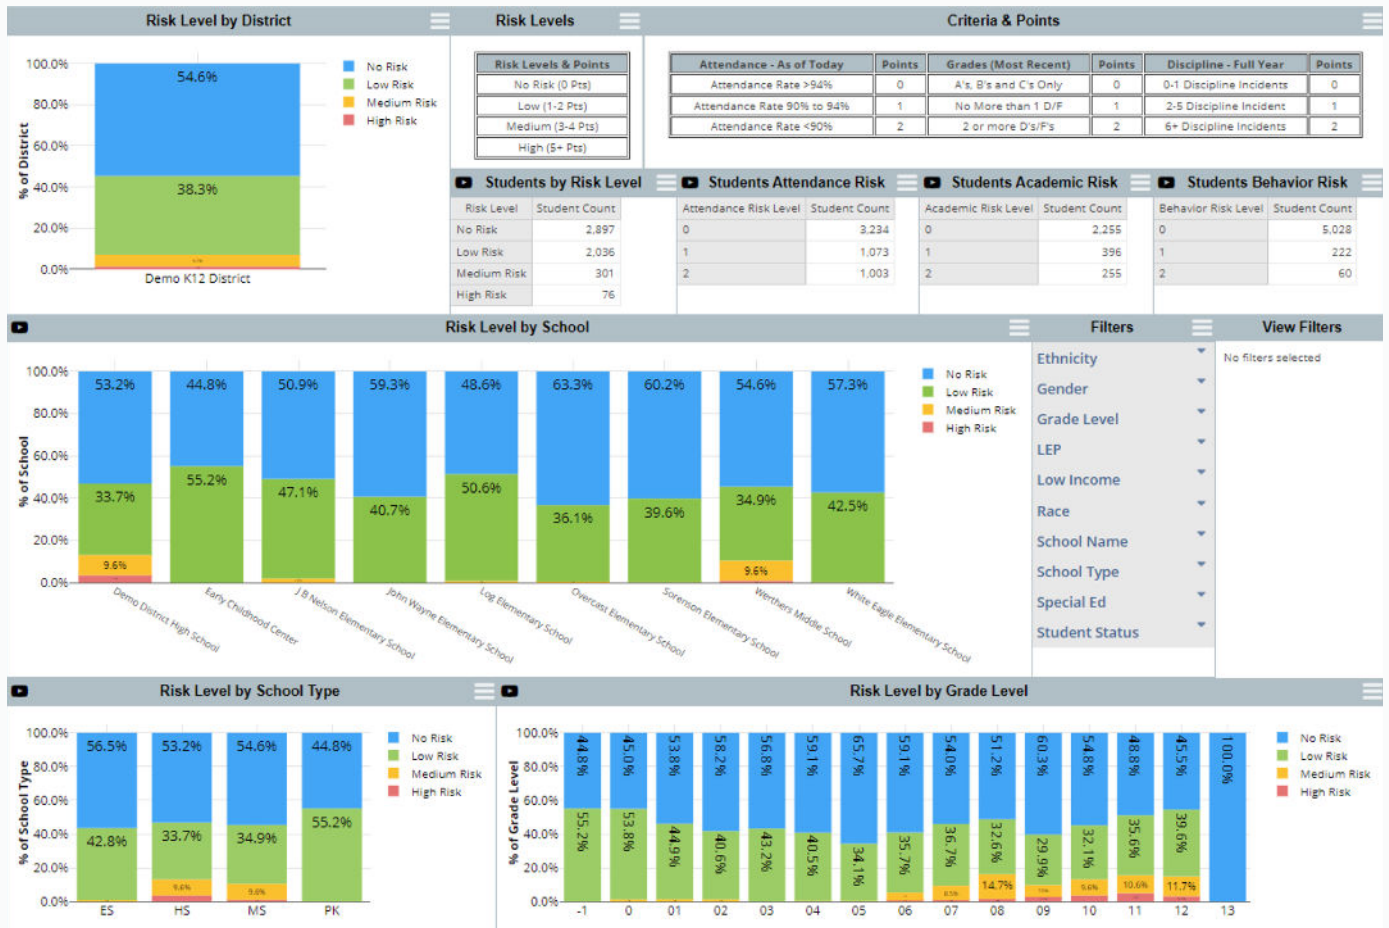 Risk Level by District
100.0%
80.0%
60.0%
40.0%
20.0%
0.0%
% of District
54.6%
38.3%
Demo K12 District
No Risk
Low Risk
Medium Risk
High Risk
Risk Levels
Risk Levels & Points
No Risk (0 Pts)
Low (1-2 Pts)
Medium (3-4 Pts)
High (5+ Pts)
Criteria & Points
Attendance - As of Today Points Grades (Most Recent) Points Discipline - Full Year Points
Attendance Rate >94% 0 A's, B's and C's Only 0 0-1 Discipline Incidents 0
Attendance Rate 90% to 94% 1 No More than 1 D/F 1 2-5 Discipline Incident 1
Attendance Rate <90% 2 2 or more D's/F's 2 6+ Discipline Incidents 2
Students by Risk Level
Risk Level Student Count
No Risk 2,897
Low Risk 2,036
Medium Risk 301
High Risk 76
Students Attendance Risk
Attendance Risk Level Student Count
0 3,234
1 1,073
2 1,003
Students Academic Risk
Academic Risk Level Student Count
0 2,255
1 396
2 255
Students Behavior Risk
Behavior Risk Level Student Count
0 5,028
1 222
2 60
Risk Level by School
100.0%
80.0%
60.0%
40.0%
20.0%
0.0%
% of School
53.2% 44.8% 50.9% 59.3% 48.6% 63.3% 60.2% 54.6% 57.3%
33.7% 55.2% 47.1% 40.7% 50.6% 36.1% 39.6% 34.9% 42.5%
9.6% 9.6%
Demo District High School
Early Childhood Center
J B Nelson Elementary School
John Wayne Elementary School
Log Elementary School
Overcast Elementary School
Sorenson Elementary School
Werthers Middle School
White Eagle Elementary School
No Risk
Low Risk
Medium Risk
High Risk
Filters
Ethnicity
Gender
Grade Level
LEP
Low Income
Race
School Name
School Type
Special Ed
Student Status
View Filters
No filters selected
Risk Level by School Type
100.0%
80.0%
60.0%
40.0%
20.0%
0.0%
% of School Type
56.5% 53.2% 54.6% 44.8%
42.8% 33.7% 34.9% 55.2%
9.6% 9.6%
ES HS MS PK
No Risk
Low Risk
Medium Risk
High Risk
Risk Level by Grade Level
100.0%
80.0%
60.0%
40.0%
20.0%
0.0%
% of Grade Level
44.8% 45.0% 53.8% 58.2% 56.8% 59.1% 65.7% 59.1% 54.0% 51.2% 60.3% 54.8% 48.8% 45.5% 100.0%
55.2% 53.8% 44.9% 40.6% 43.2% 40.5% 34.1% 35.7% 36.7% 32.6% 29.9% 32.1% 35.6% 39.6%
8.5% 14.7% 9.6% 10.6% 11.7%
-1 0 01 02 03 04 05 06 07 08 09 10 11 12 13
No Risk
Low Risk
Medium Risk
High Risk